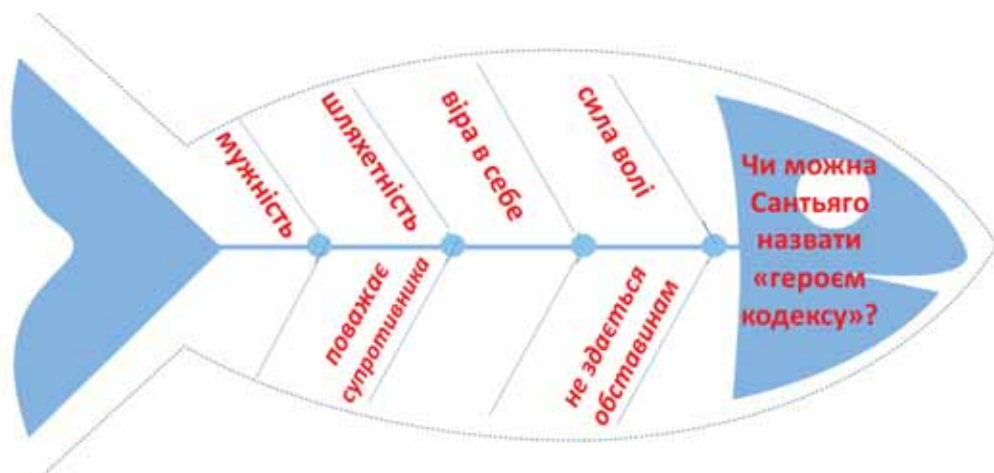 мужність
шляхетність
віра в себе
сила волі
поважає
супротивника
не здається
обставинам
Чи можна
Сантьяго
назвати
«героєм
кодексу»?